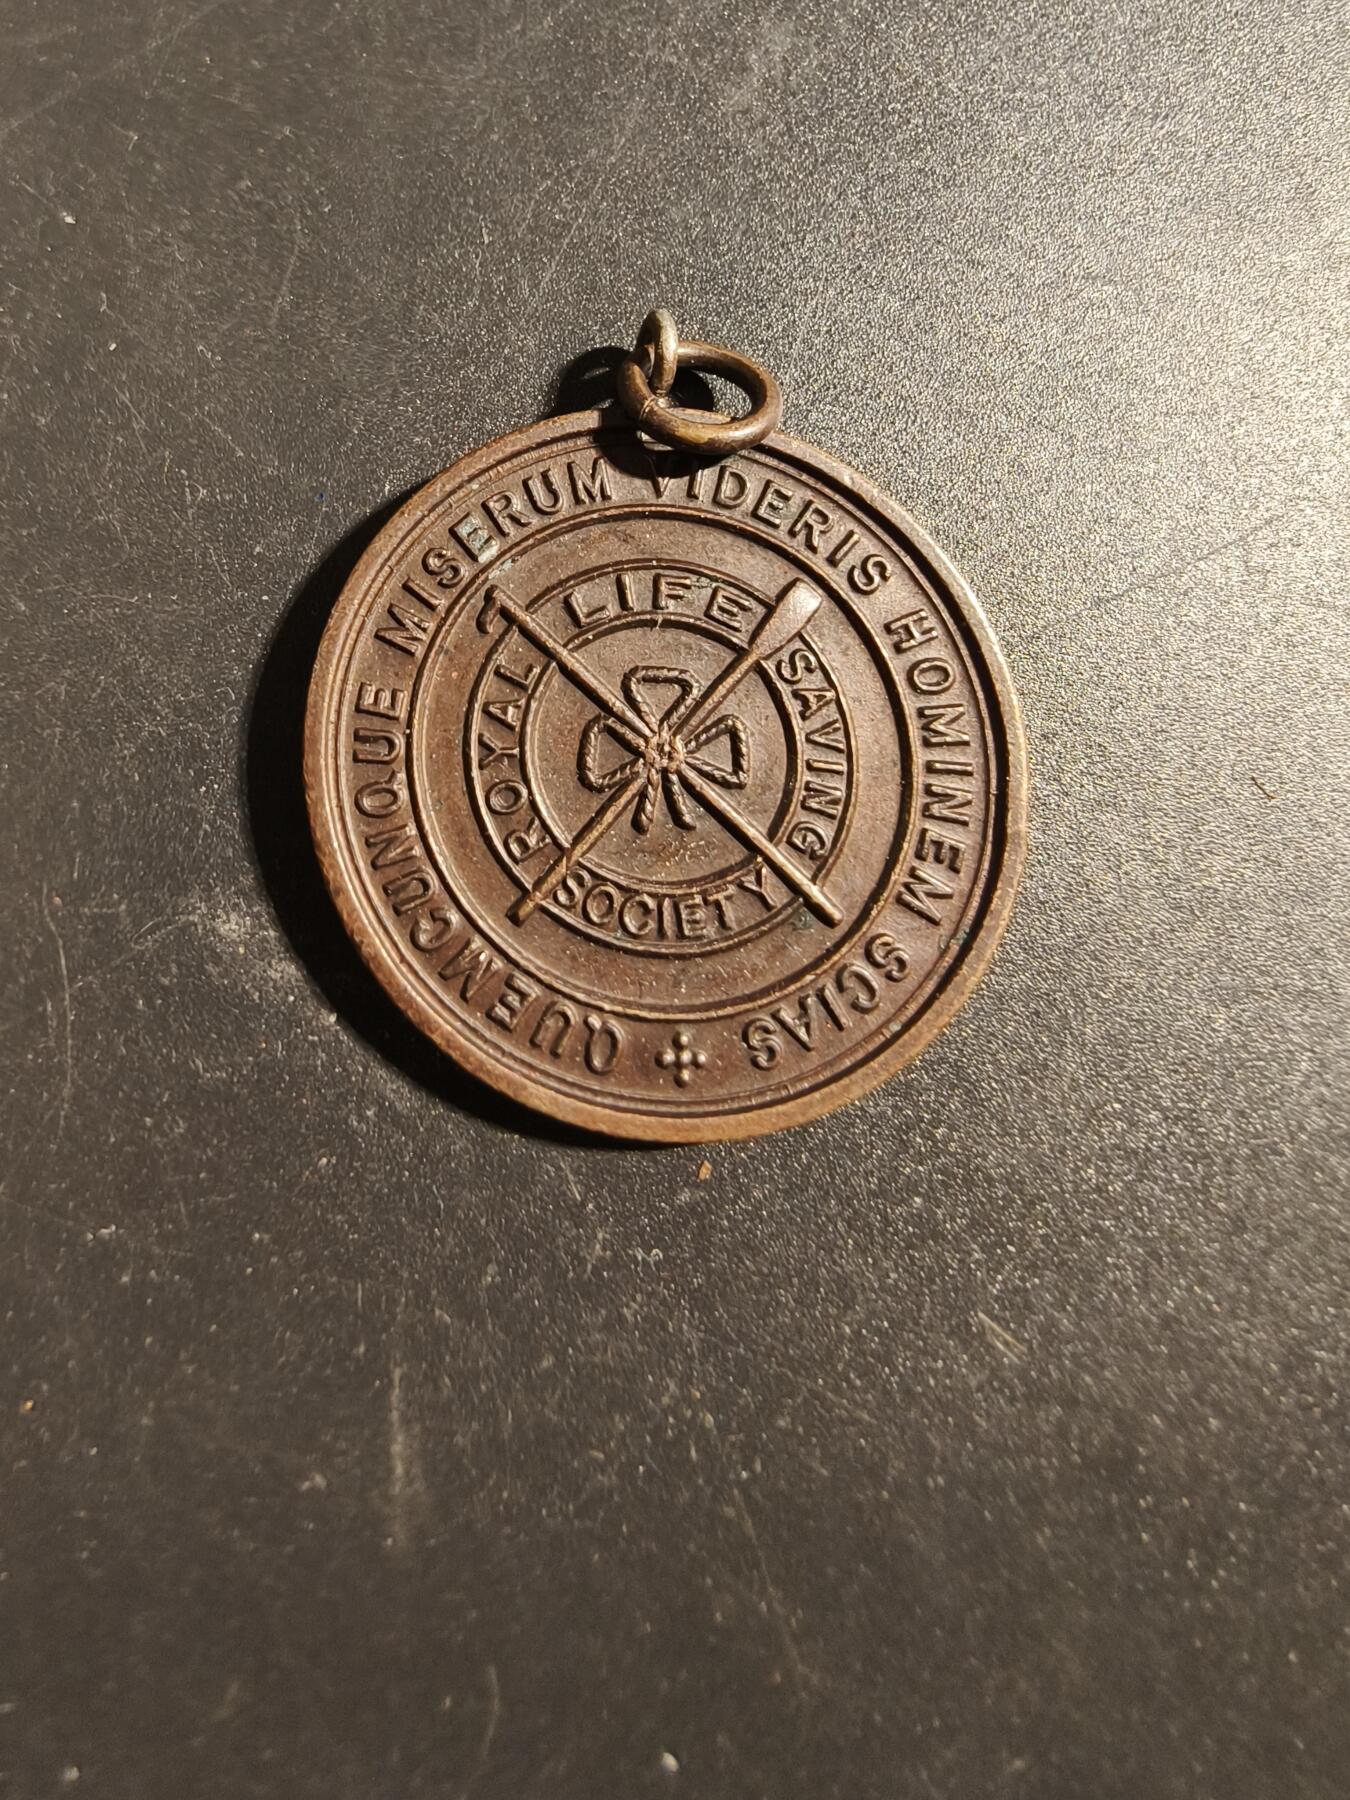 QUEMCUNQUE MISERUM VIDERIS HOMINEM SCIAS
ROYAL LIFE SAVING SOCIETY